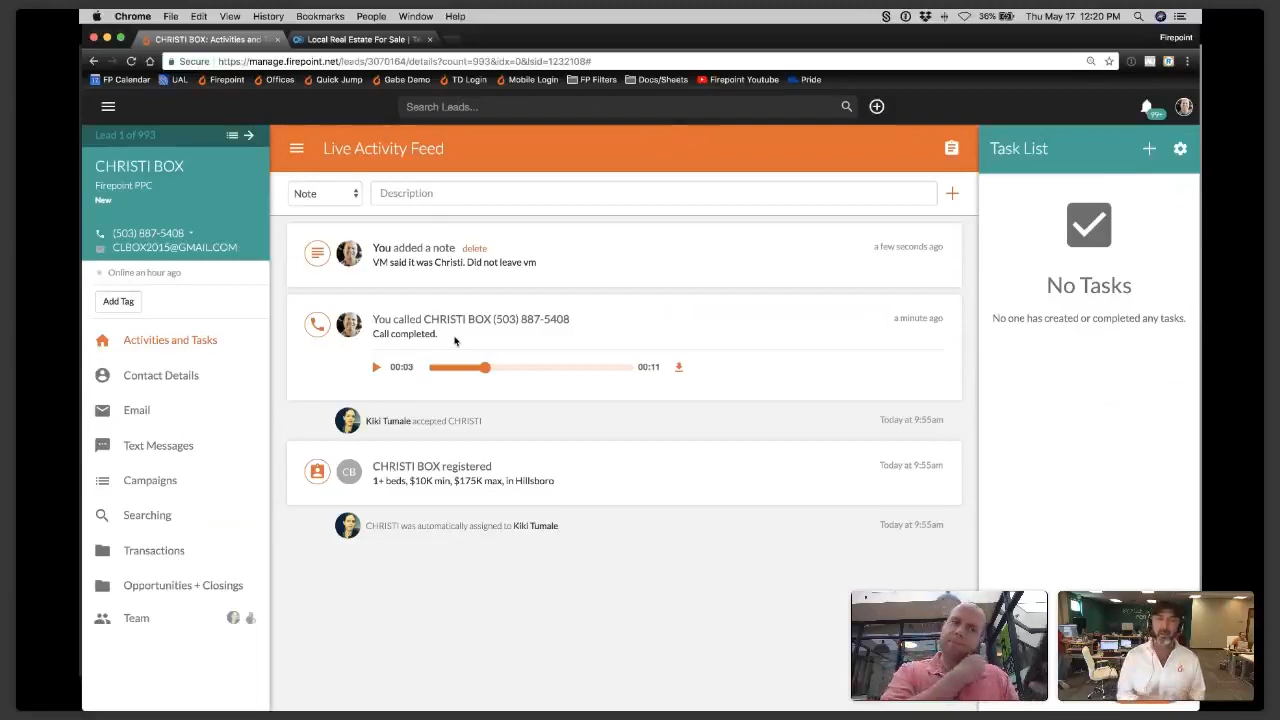 Chrome File Edit View History Bookmarks People Window Help
36% Thu May 17 12:20 PM
CHRISTI BOX: Activities and Ta
Local Real Estate For Sale | Te
Firepoint
Secure https://manage.firepoint.net/leads/3070164/details?count=993&idx=0&lsid=1232108#
FP Calendar UAL Firepoint Offices Quick Jump Gabe Demo TD Login Mobile Login FP Filters Docs/Sheets Firepoint Youtube Pride
Search Leads...
99+
Lead 1 of 993
CHRISTI BOX
Firepoint PPC
New
(503) 887-5408
CLBOX2015@GMAIL.COM
Online an hour ago
Add Tag
Activities and Tasks
Contact Details
Email
Text Messages
Campaigns
Searching
Transactions
Opportunities + Closings
Team
Live Activity Feed
Note Description
You added a note delete a few seconds ago
VM said it was Christi. Did not leave vm
You called CHRISTI BOX (503) 887-5408 a minute ago
Call completed.
00:03 00:11
Kiki Tumale accepted CHRISTI Today at 9:55am
CB
CHRISTI BOX registered Today at 9:55am
1+ beds, $10K min, $175K max, in Hillsboro
CHRISTI was automatically assigned to Kiki Tumale Today at 9:55am
Task List
No Tasks
No one has created or completed any tasks.